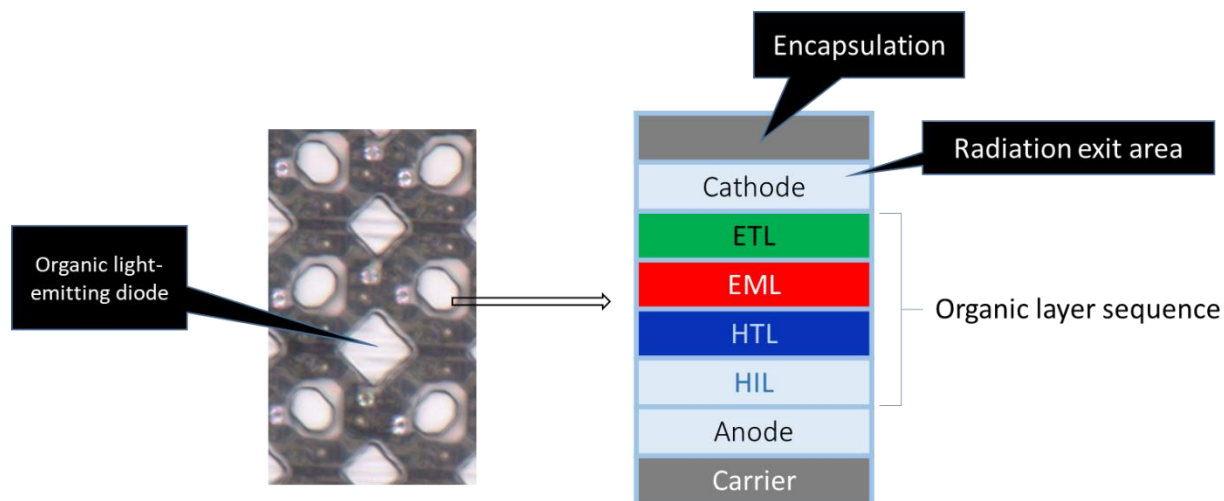 Encapsulation
Radiation exit area
Cathode
ETL
Organic light-
emitting diode
EML
Organic layer sequence
HTL
HIL
Anode
Carrier